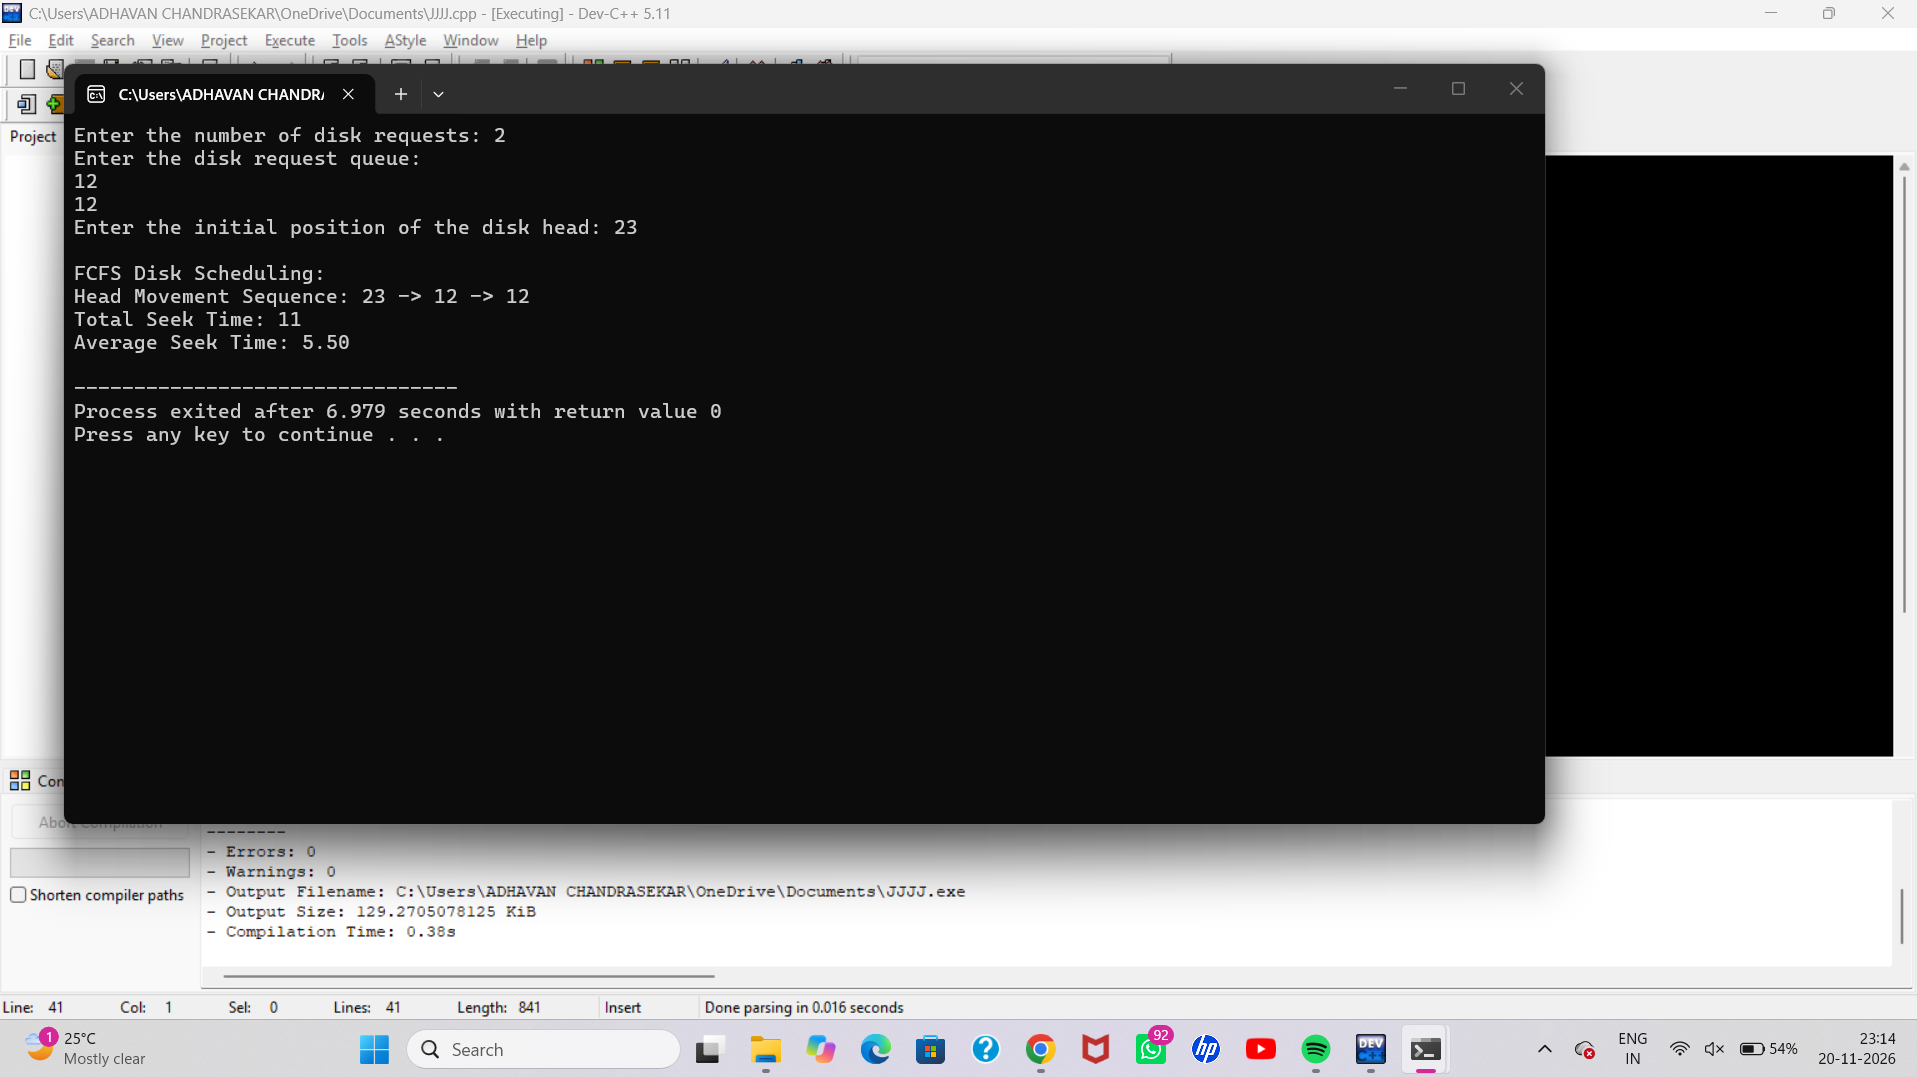 C:\Users\ADHAVAN CHANDRASEKAR\OneDrive\Documents\JJJJ.cpp - [Executing] - Dev-C++ 5.11
File Edit Search View Project Execute Tools AStyle Window Help
C:\Users\ADHAVAN CHANDRA
Project
Enter the number of disk requests: 2
Enter the disk request queue:
12
12
Enter the initial position of the disk head: 23
FCFS Disk Scheduling:
Head Movement Sequence: 23 -> 12 -> 12
Total Seek Time: 11
Average Seek Time: 5.50
--------------------------------
Process exited after 6.979 seconds with return value 0
Press any key to continue . . .
Abort Compilation
Shorten compiler paths
--------
- Errors: 0
- Warnings: 0
- Output Filename: C:\Users\ADHAVAN CHANDRASEKAR\OneDrive\Documents\JJJJ.exe
- Output Size: 129.2705078125 KiB
- Compilation Time: 0.38s
Line: 41 Col: 1 Sel: 0 Lines: 41 Length: 841 Insert Done parsing in 0.016 seconds
1
25°C
Mostly clear
Search
92
hp
DEV C++
ENG
IN
54%
23:14
20-11-2026